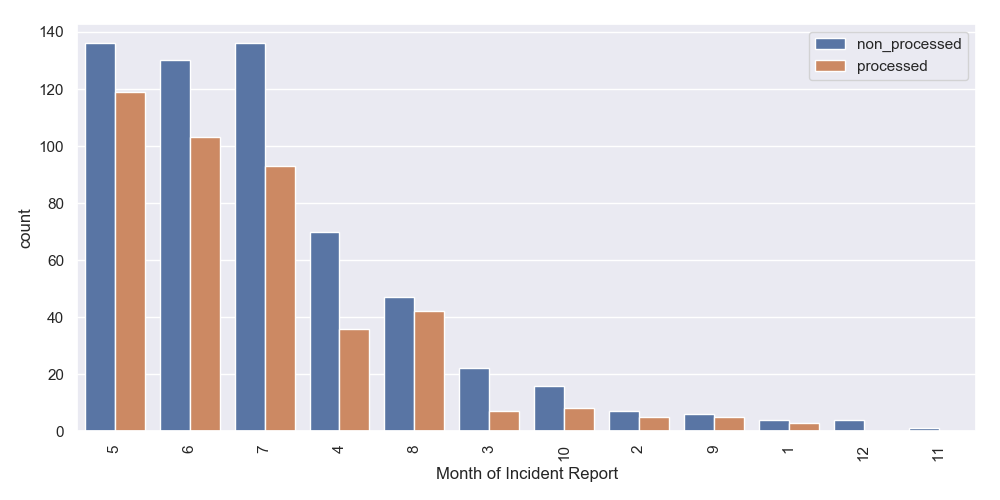 140
120
100
80
60
40
20
0
count
non_processed
processed
5 6 7 4 8 3 10 2 9 1 12 11
Month of Incident Report